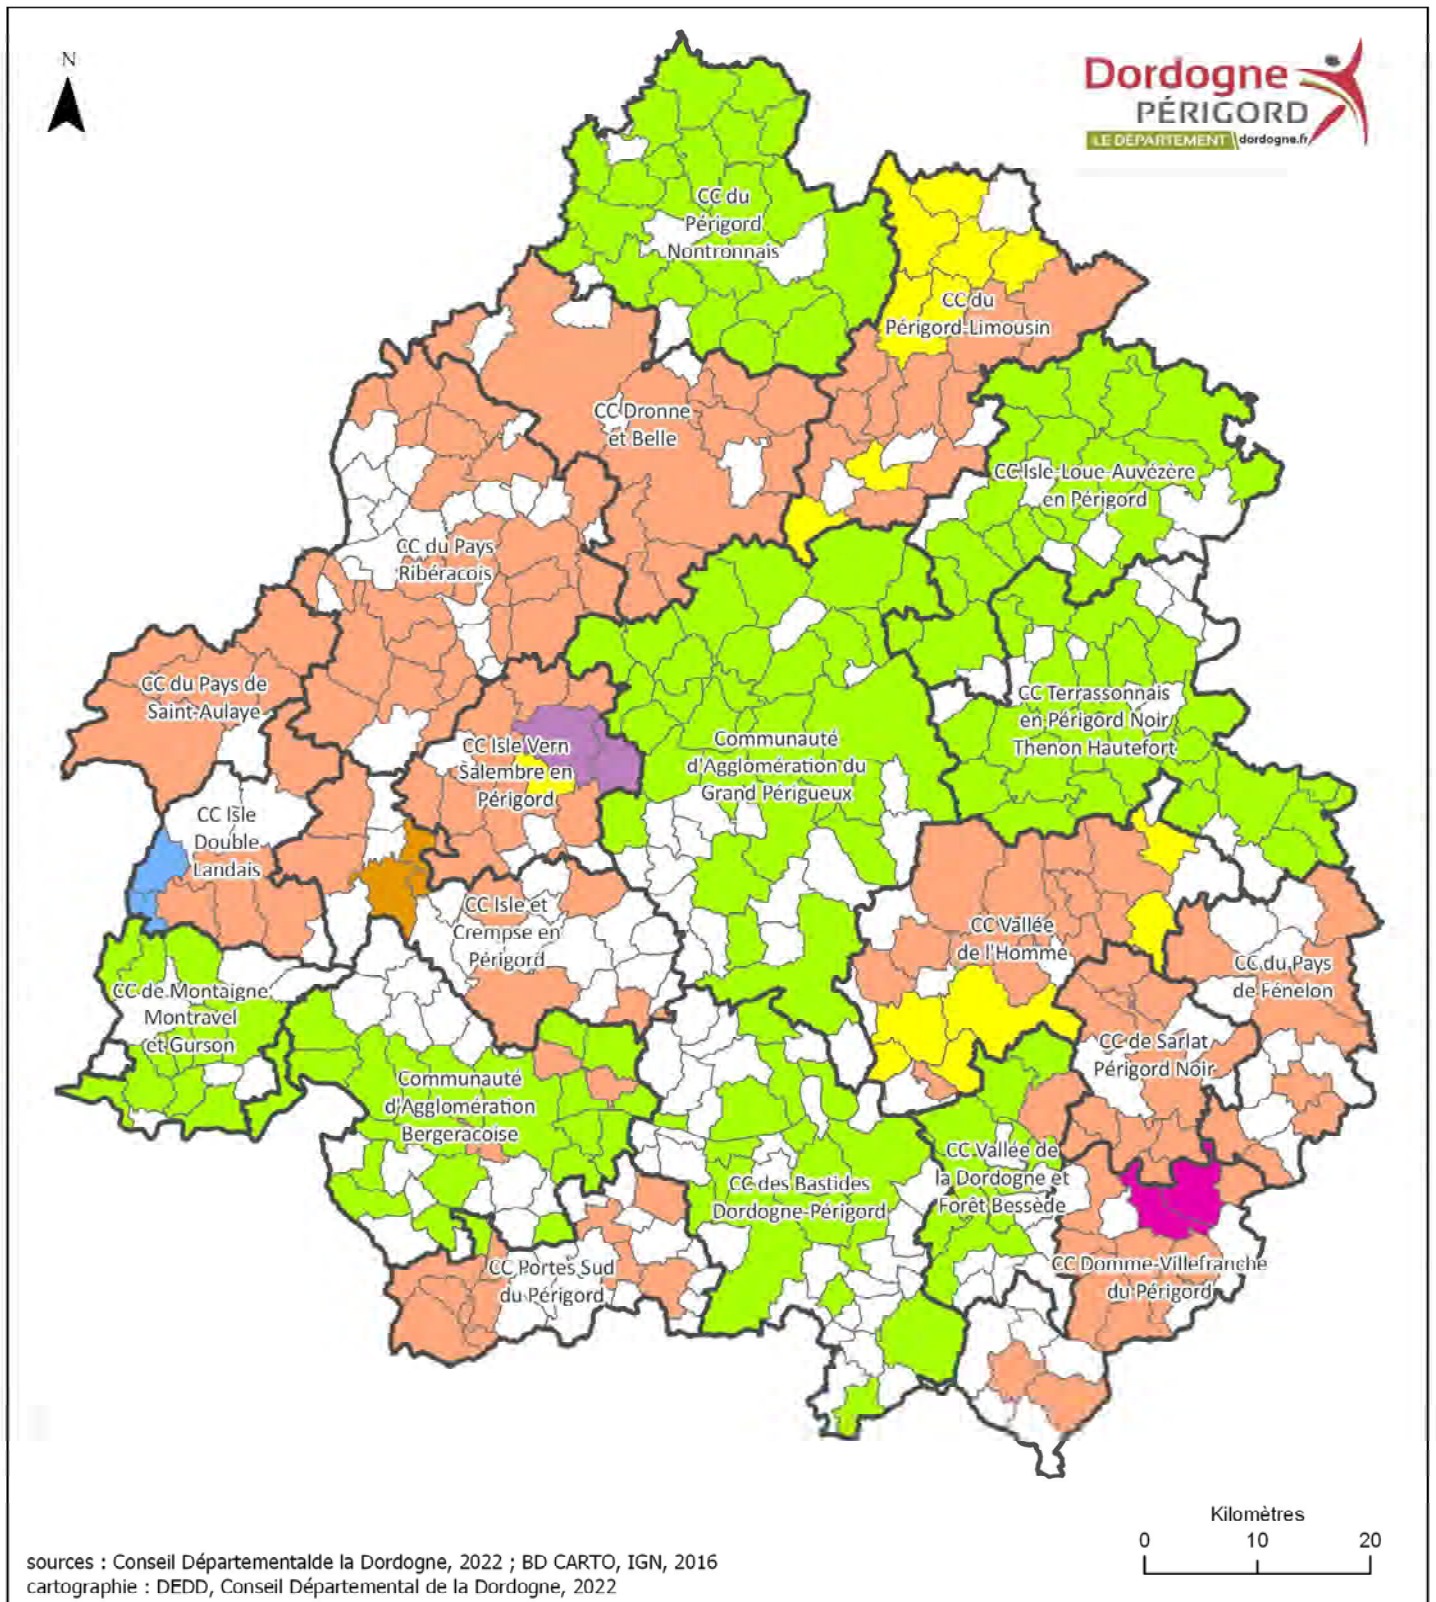 N
Dordogne
PÉRIGORD
LE DÉPARTEMENT dordogne.fr
CC du
Périgord
Nontronnais
CC du
Périgord-Limousin
CC Dronne
et Belle
CC Isle-Loue-Auvézère
en Périgord
CC du Pays
Ribéracois
CC du Pays de
Saint-Aulaye
CC Isle Vern
Salembre en
Périgord
Communauté
d'Agglomération du
Grand Périgueux
CC Terrassonnais
en Périgord Noir
Thenon Hautefort
CC Isle
Double
Landais
CC Isle et
Crempse en
Périgord
CC Vallée
de l'Homme
CC du Pays
de Fénelon
CC de Montaigne
Montravel
et Gurson
CC de Sarlat
Périgord Noir
Communauté
d'Agglomération
Bergeracoise
CC des Bastides
Dordogne-Périgord
CC Vallée de
la Dordogne et
Forêt Bessède
CC Portes Sud
du Périgord
CC Domme-Villefranche
du Périgord
Kilomètres
0 10 20
sources : Conseil Départementalde la Dordogne, 2022 ; BD CARTO, IGN, 2016
cartographie : DEDD, Conseil Départemental de la Dordogne, 2022